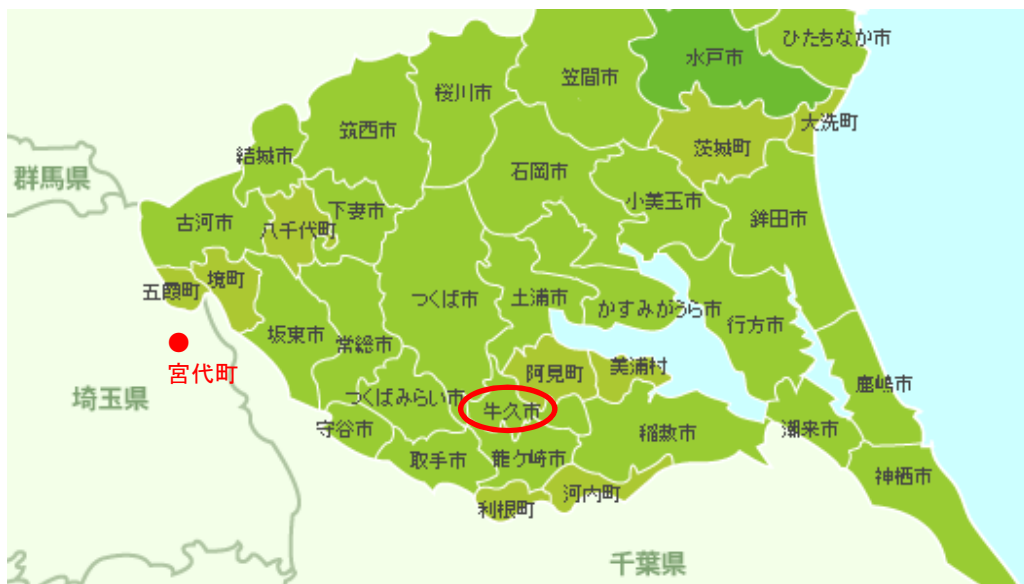 ひたちなか市
水戸市
笠間市
桜川市
大洗町
筑西市
茨城町
結城市
石岡市
群馬県
小美玉市
下妻市
鉾田市
古河市
八千代町
境町
五霞町
つくば市
土浦市
かすみがうら市
行方市
坂東市
常総市
宮代町
阿見町
美浦村
鹿嶋市
埼玉県
つくばみらい市
牛久市
守谷市
稲敷市
潮来市
取手市
龍ケ崎市
神栖市
河内町
利根町
千葉県